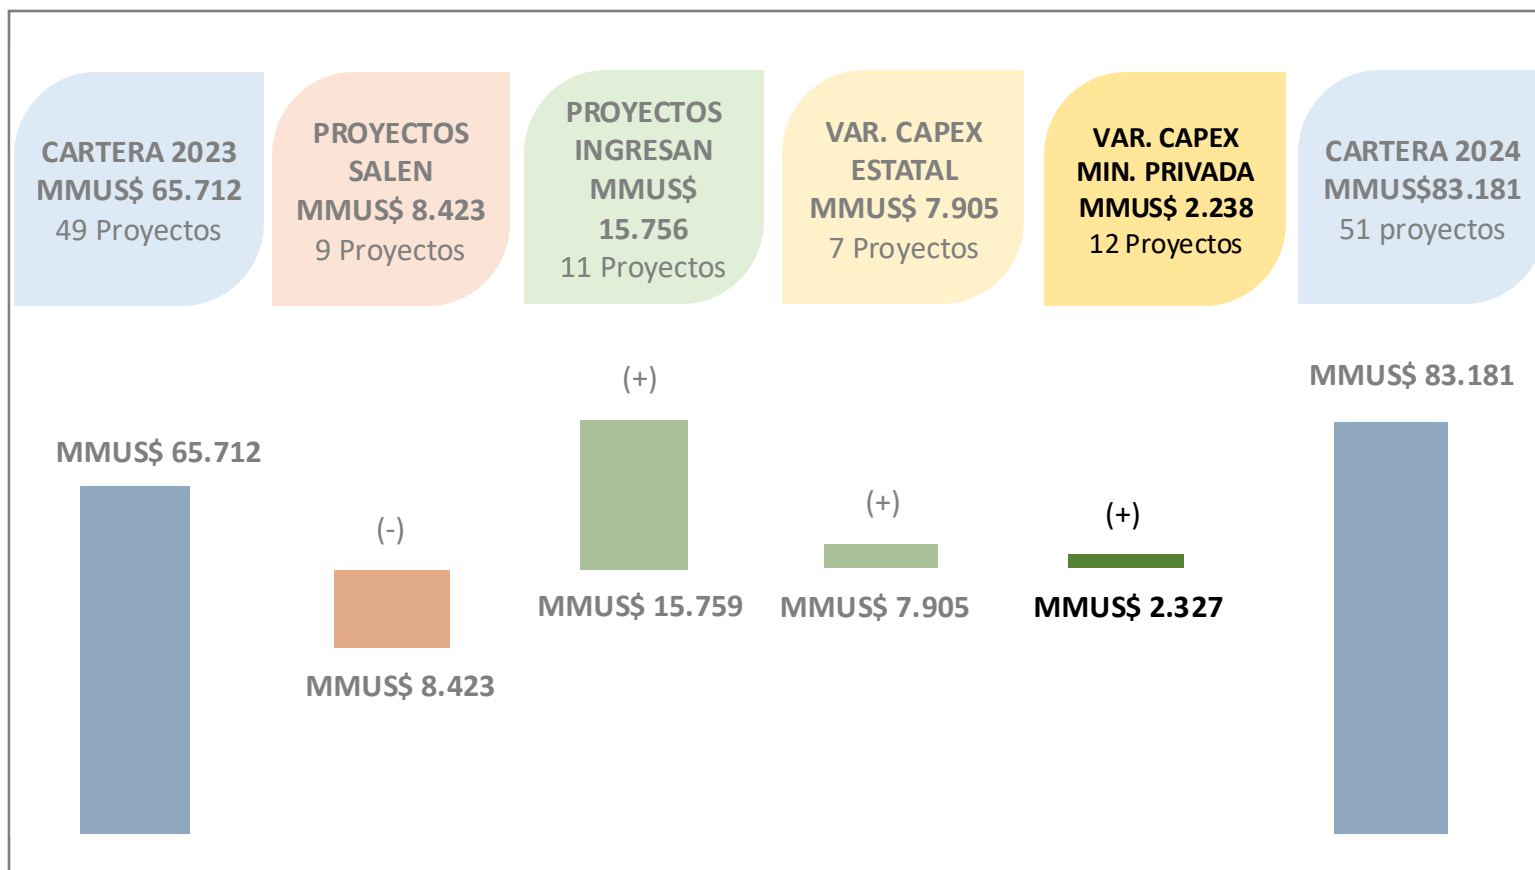 CARTERA 2023
MMUS$ 65.712
49 Proyectos
PROYECTOS
SALEN
MMUS$ 8.423
9 Proyectos
PROYECTOS
INGRESAN
MMUS$
15.756
11 Proyectos
VAR. CAPEX
ESTATAL
MMUS$ 7.905
7 Proyectos
VAR. CAPEX
MIN. PRIVADA
MMUS$ 2.238
12 Proyectos
CARTERA 2024
MMUS$83.181
51 proyectos
MMUS$ 65.712
(-)
MMUS$ 8.423
(+)
MMUS$ 15.759
(+)
MMUS$ 7.905
(+)
MMUS$ 2.327
MMUS$ 83.181